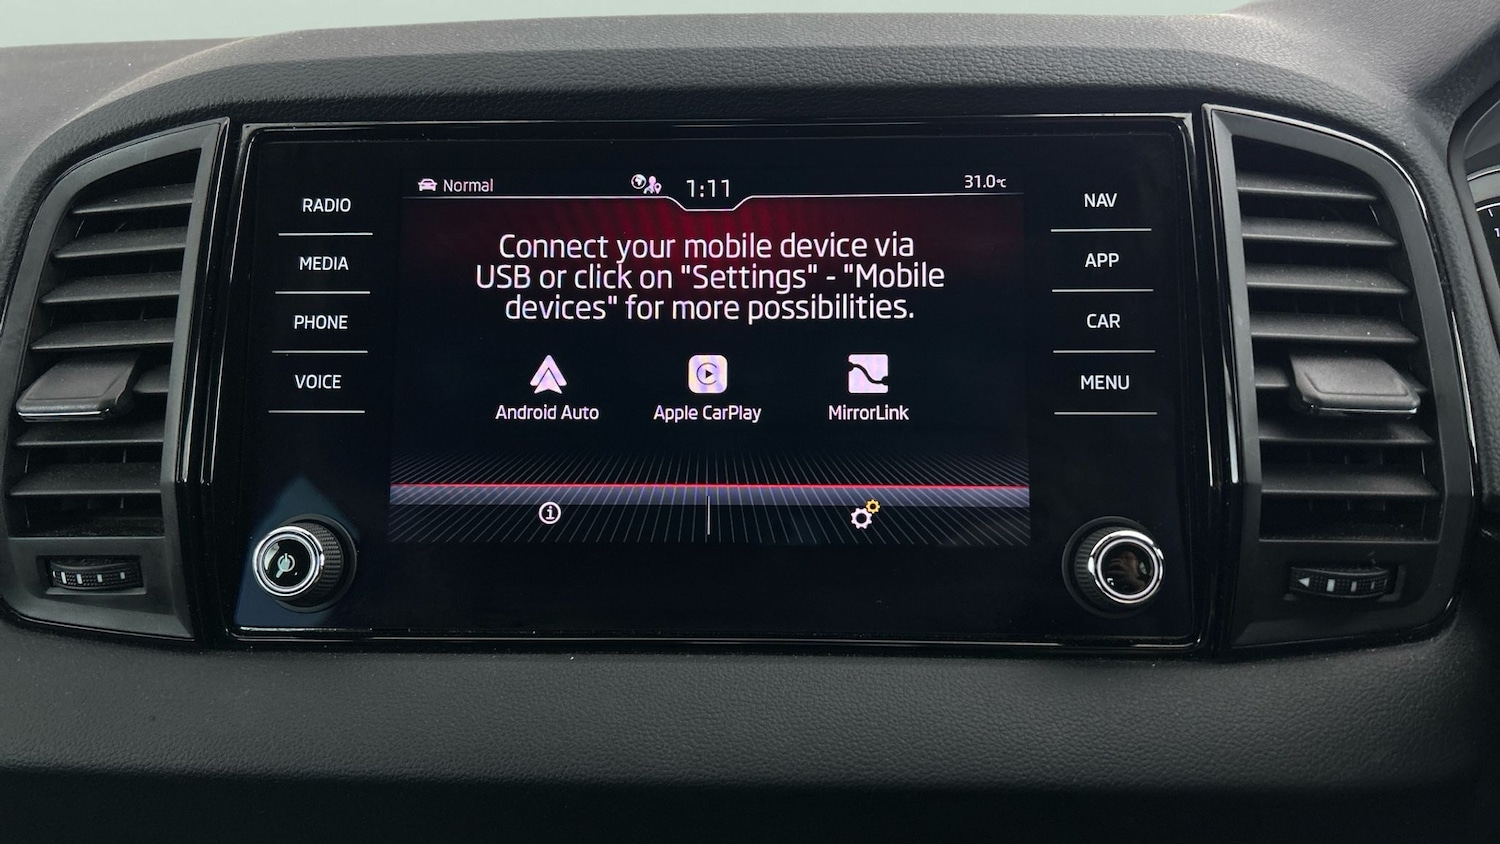 Normal
1:11
31.0°C
RADIO
MEDIA
PHONE
VOICE
Connect your mobile device via
USB or click on "Settings" - "Mobile
devices" for more possibilities.
Android Auto
Apple CarPlay
MirrorLink
NAV
APP
CAR
MENU